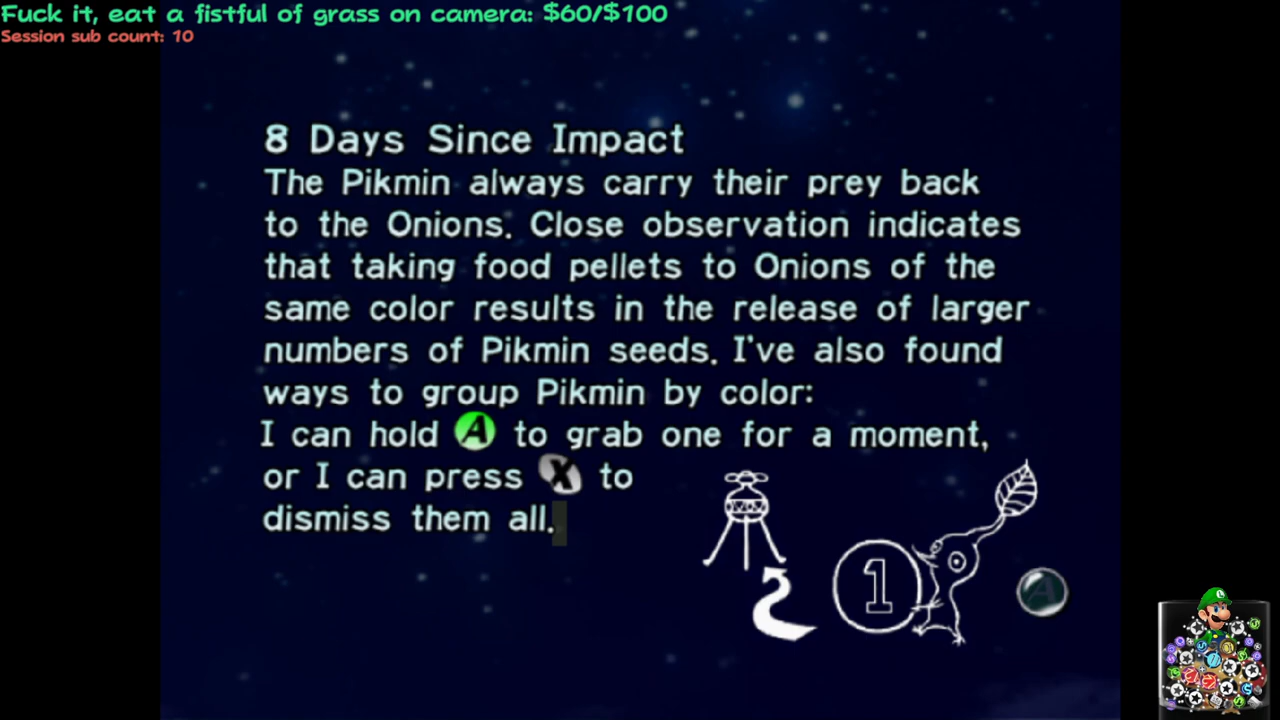 Fuck it, eat a fistful of grass on camera: $60/$100
Session sub count: 10
8 Days Since Impact
The Pikmin always carry their prey back
to the Onions. Close observation indicates
that taking food pellets to Onions of the
same color results in the release of larger
numbers of Pikmin seeds. I've also found
ways to group Pikmin by color:
I can hold A to grab one for a moment,
or I can press X to
dismiss them all.
1
A
L